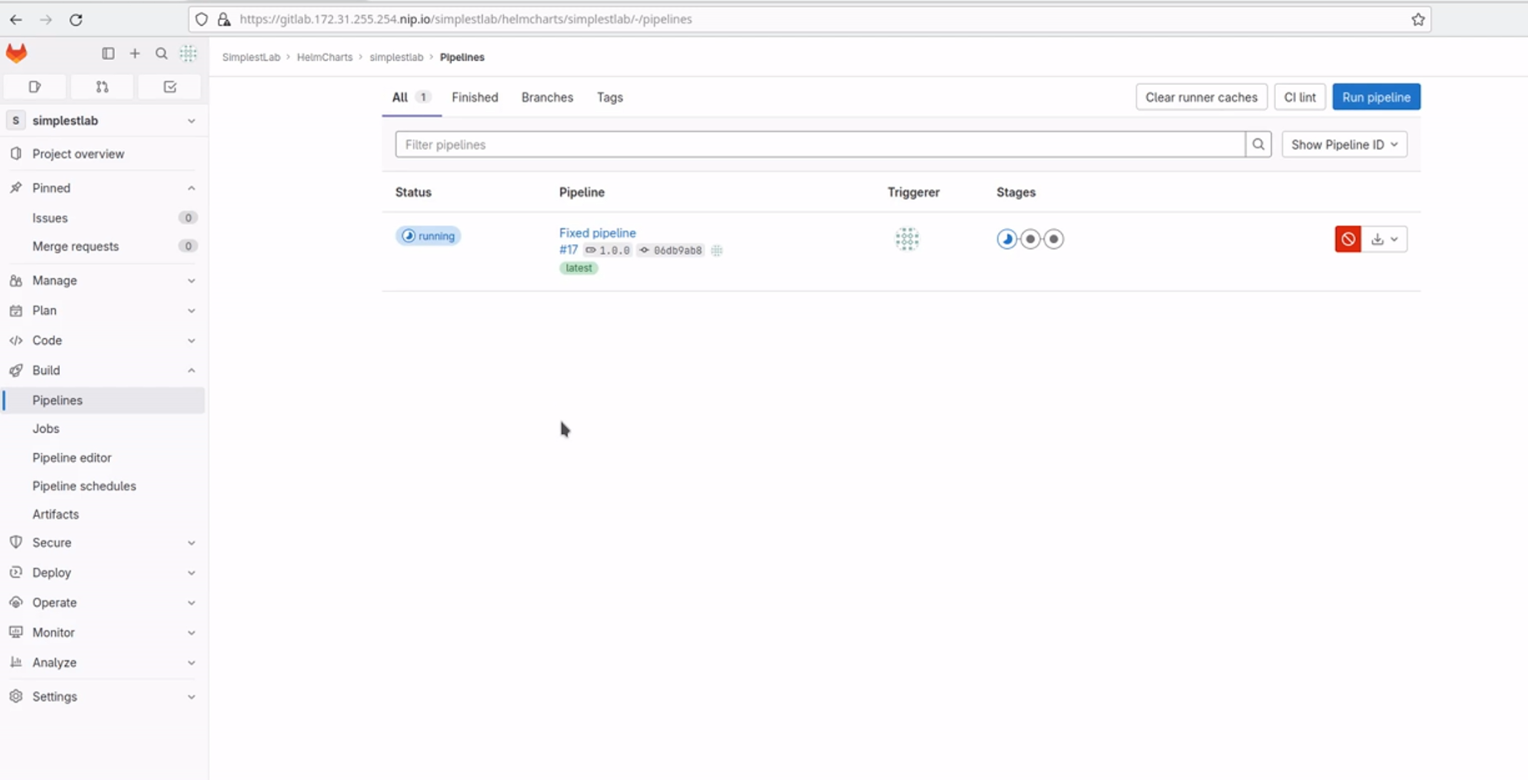 https://gitlab.172.31.255.254.nip.io/simplestlab/helmcharts/simplestlab/-/pipelines
SimplestLab > HelmCharts > simplestlab > Pipelines
All 1 Finished Branches Tags
Clear runner caches CI lint Run pipeline
S simplestlab
Filter pipelines
Show Pipeline ID
Project overview
Pinned
Issues 0
Merge requests 0
Manage
Plan
Code
Build
Pipelines
Jobs
Pipeline editor
Pipeline schedules
Artifacts
Secure
Deploy
Operate
Monitor
Analyze
Settings
Status Pipeline Triggerer Stages
running
Fixed pipeline
#17 1.0.0 06db9ab8
latest